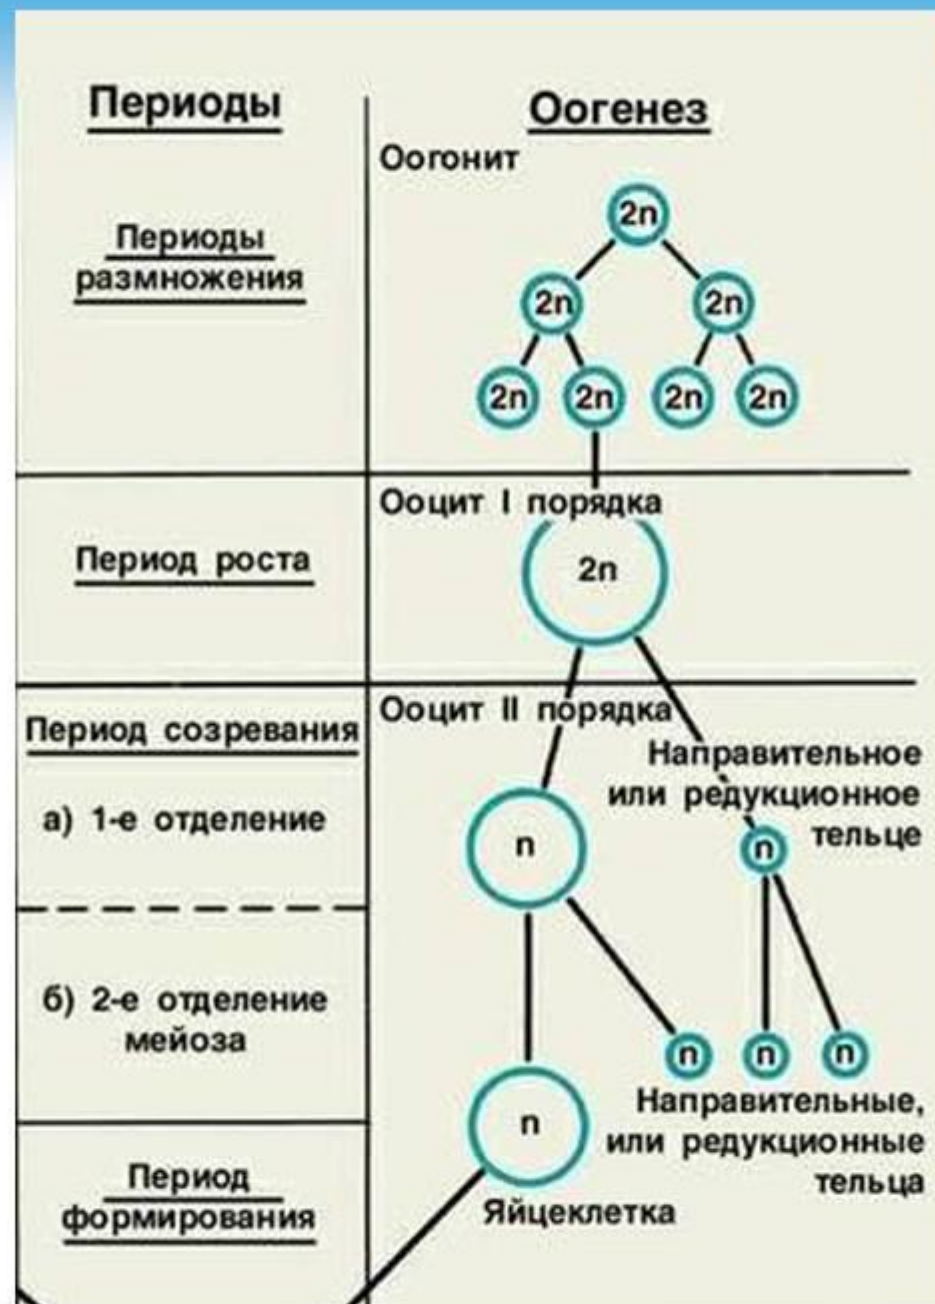 Периоды
Оогенез
Оогонит
Периоды
размножения
2n
2n
2n
2n
2n
2n
2n
Ооцит I порядка
Период роста
2n
Ооцит II порядка
Период созревания
Направительное
или редукционное
тельце
а) 1-е отделение
n
n
б) 2-е отделение
мейоза
n
n
n
Направительные,
или редукционные
тельца
n
Период
формирования
Яйцеклетка